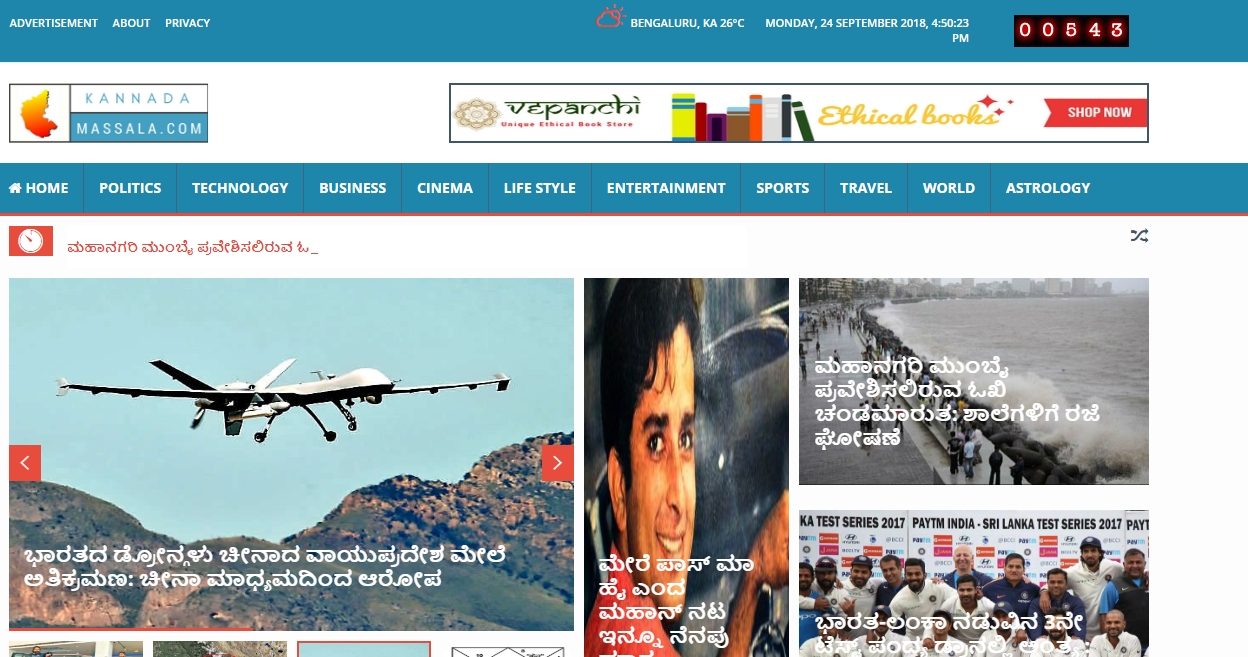 ADVERTISEMENT ABOUT PRIVACY
BENGALURU, KA 26°C
MONDAY, 24 SEPTEMBER 2018, 4:50:23
PM
00543
KANNADA
MASSALA.COM
vepanchi
Unique Ethical Book Store
Ethical books
SHOP NOW
HOME POLITICS TECHNOLOGY BUSINESS CINEMA LIFE STYLE ENTERTAINMENT SPORTS TRAVEL WORLD ASTROLOGY
ಮಹಾನಗರಿ ಮುಂಬೈ ಪ್ರವೇಶಿಸಲಿರುವ ಓ_
ಭಾರತದ ಡ್ರೋನ್ಗಳು ಚೀನಾದ ವಾಯುಪ್ರದೇಶ ಮೇಲೆ
ಅತಿಕ್ರಮಣ: ಚೀನಾ ಮಾಧ್ಯಮದಿಂದ ಆರೋಪ
ಮೇರೆ ಪಾಸ್ ಮಾ
ಹೈ ಎಂದ
ಮಹಾನ್ ನಟ
ಇನ್ನೂ ನೆನಪು
ಮಹಾನಗರಿ ಮುಂಬೈ
ಪ್ರವೇಶಿಸಲಿರುವ ಓಖಿ
ಚಂಡಮಾರುತ: ಶಾಲೆಗಳಿಗೆ ರಜೆ
ಘೋಷಣೆ
KA TEST SERIES 2017 PAYTM INDIA - SRI LANKA TEST SERIES 2017 PAYT
ಭಾರತ-ಲಂಕಾ ನಡುವಿನ 3ನೇ
ಟೆಸ್ಟ್ ಪಂದ್ಯ ಡ್ರಾನಲ್ಲಿ ಅಂತ್ಯ: